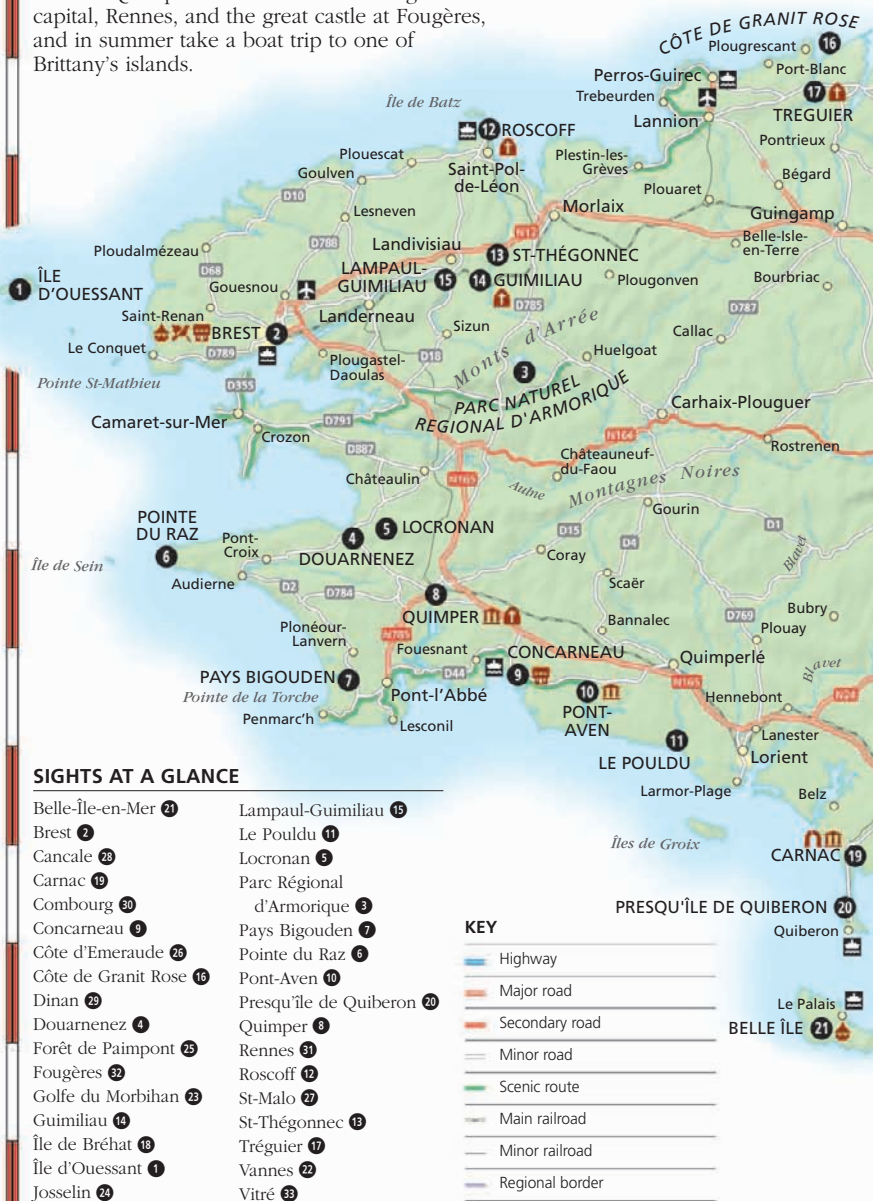 capital, Rennes, and the great castle at Fougères,
and in summer take a boat trip to one of
Brittany's islands.
CÔTE DE GRANIT ROSE
Plougrescant
16
Perros-Guirec
Port-Blanc
Trebeurden
17
TREGUIER
Île de Batz
Lannion
12 ROSCOFF
Pontrieux
Plouescat
Plestin-les-
Grèves
Goulven
Saint-Pol-
de-Léon
Bégard
Plouaret
D10
Lesneven
Morlaix
Guingamp
N12
D788
Landivisiau
Belle-Isle-
en-Terre
Ploudalmézeau
13 ST-THÉGONNEC
D68
LAMPAUL-
GUIMILIAU 15
14 GUIMILIAU
Plougonven
Bourbriac
1 ÎLE
D'OUESSANT
Gouesnou
D785
D787
Saint-Renan
Landerneau
BREST 2
Sizun
Callac
Monts d'Arrée
Le Conquet
D789
Plougastel-
Daoulas
D18
Huelgoat
3
Pointe St-Mathieu
D355
PARC NATUREL
REGIONAL D'ARMORIQUE
Carhaix-Plouguer
Camaret-sur-Mer
D791
Crozon
N164
Rostrenen
D887
Châteauneuf-
du-Faou
Châteaulin
N165
Aulne
Montagnes Noires
Gourin
POINTE
DU RAZ
6
5 LOCRONAN
D15
D1
Pont-
Croix
4
DOUARNENEZ
D4
Île de Sein
Coray
Blavet
Audierne
D2
Scaër
D784
8
QUIMPER
D769
Bubry
Bannalec
Plouay
Plonéour-
Lanvern
N785
Fouesnant
CONCARNEAU
Quimperlé
PAYS BIGOUDEN 7
D44
9
Blavet
Pointe de la Torche
Pont-l'Abbé
10
PONT-
AVEN
N165
Hennebont
N24
Penmarc'h
Lesconil
Lanester
11
LE POULDU
Lorient
Larmor-Plage
Belz
Îles de Groix
CARNAC 19
PRESQU'ÎLE DE QUIBERON 20
Quiberon
Le Palais
BELLE ÎLE 21
SIGHTS AT A GLANCE
Belle-Île-en-Mer 21
Brest 2
Cancale 28
Carnac 19
Combourg 30
Concarneau 9
Côte d'Emeraude 26
Côte de Granit Rose 16
Dinan 29
Douarnenez 4
Forêt de Paimpont 25
Fougères 32
Golfe du Morbihan 23
Guimiliau 14
Île de Bréhat 18
Île d'Ouessant 1
Josselin 24
Lampaul-Guimiliau 15
Le Pouldu 11
Locronan 5
Parc Régional
d'Armorique 3
Pays Bigouden 7
Pointe du Raz 6
Pont-Aven 10
Presqu'île de Quiberon 20
Quimper 8
Rennes 31
Roscoff 12
St-Malo 27
St-Thégonnec 13
Tréguier 17
Vannes 22
Vitré 33
KEY
Highway
Major road
Secondary road
Minor road
Scenic route
Main railroad
Minor railroad
Regional border